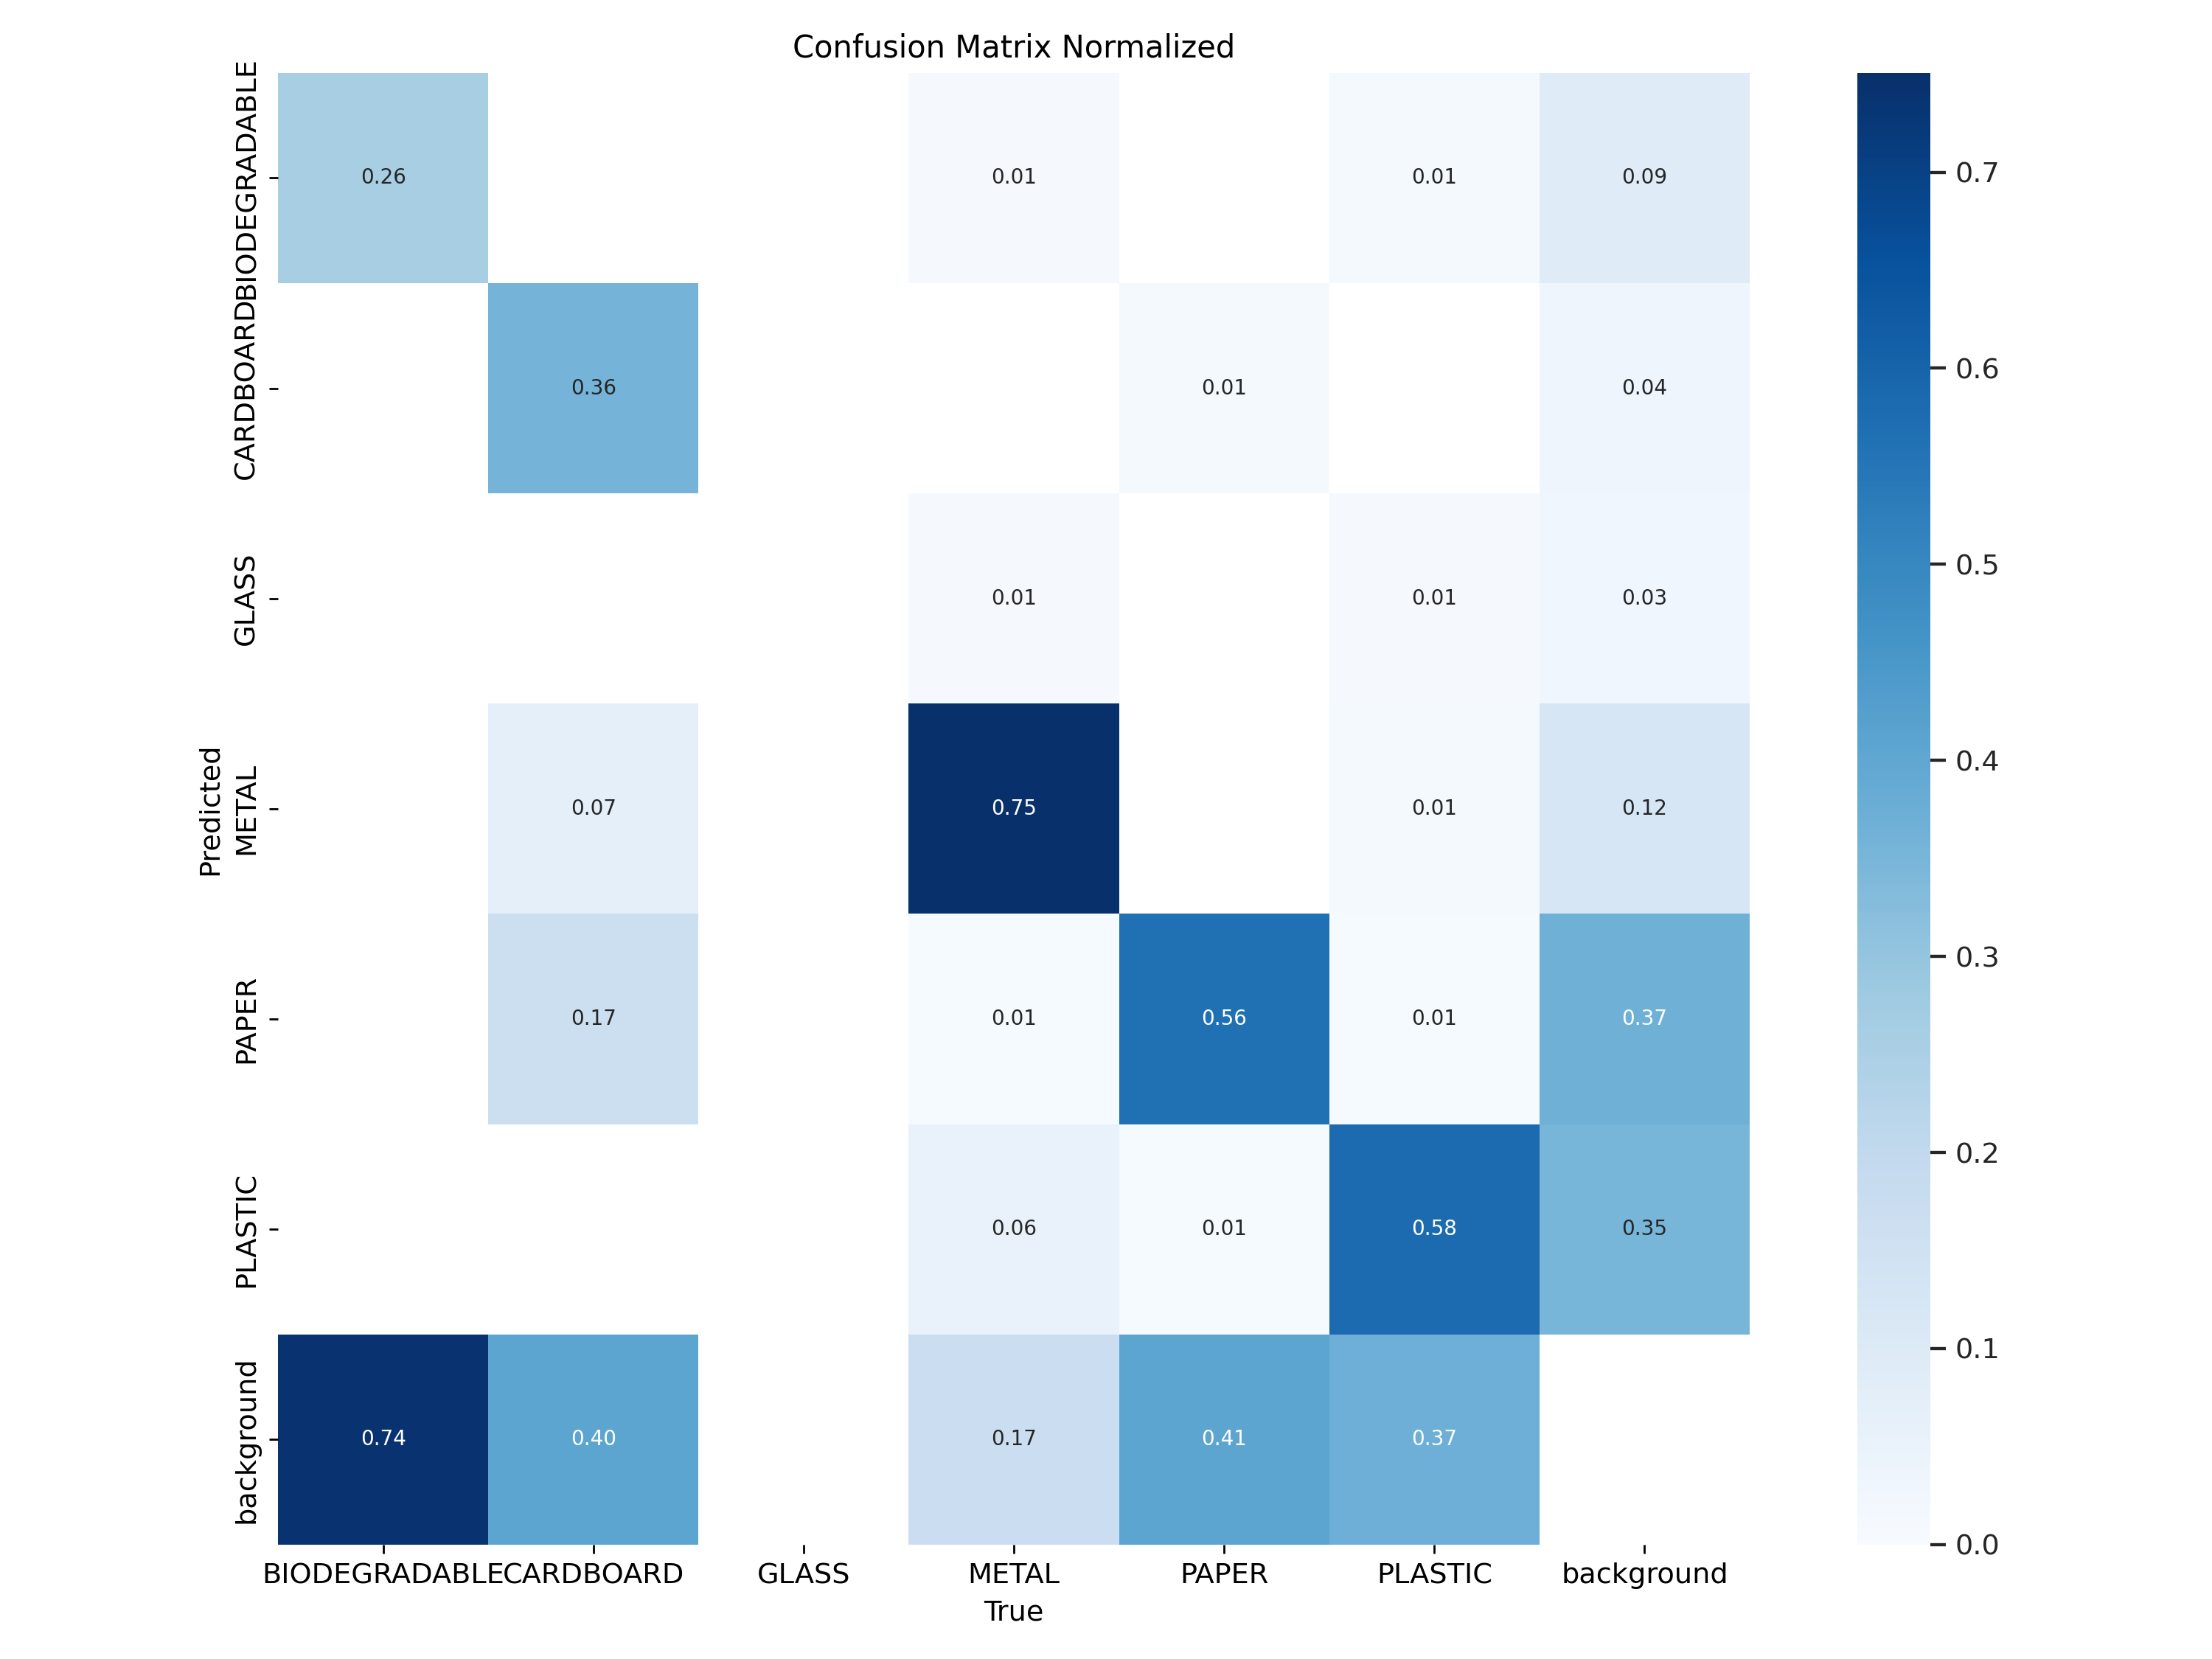 Confusion Matrix Normalized
BIODEGRADABLE
0.26
0.01
0.01
0.09
0.7
CARDBOARD
0.36
0.01
0.04
0.6
GLASS
0.01
0.01
0.03
0.5
Predicted
METAL
0.07
0.75
0.01
0.12
0.4
PAPER
0.17
0.01
0.56
0.01
0.37
0.3
PLASTIC
0.06
0.01
0.58
0.35
0.2
background
0.74
0.40
0.17
0.41
0.37
0.1
0.0
BIODEGRADABLE
CARDBOARD
GLASS
METAL
PAPER
PLASTIC
background
True